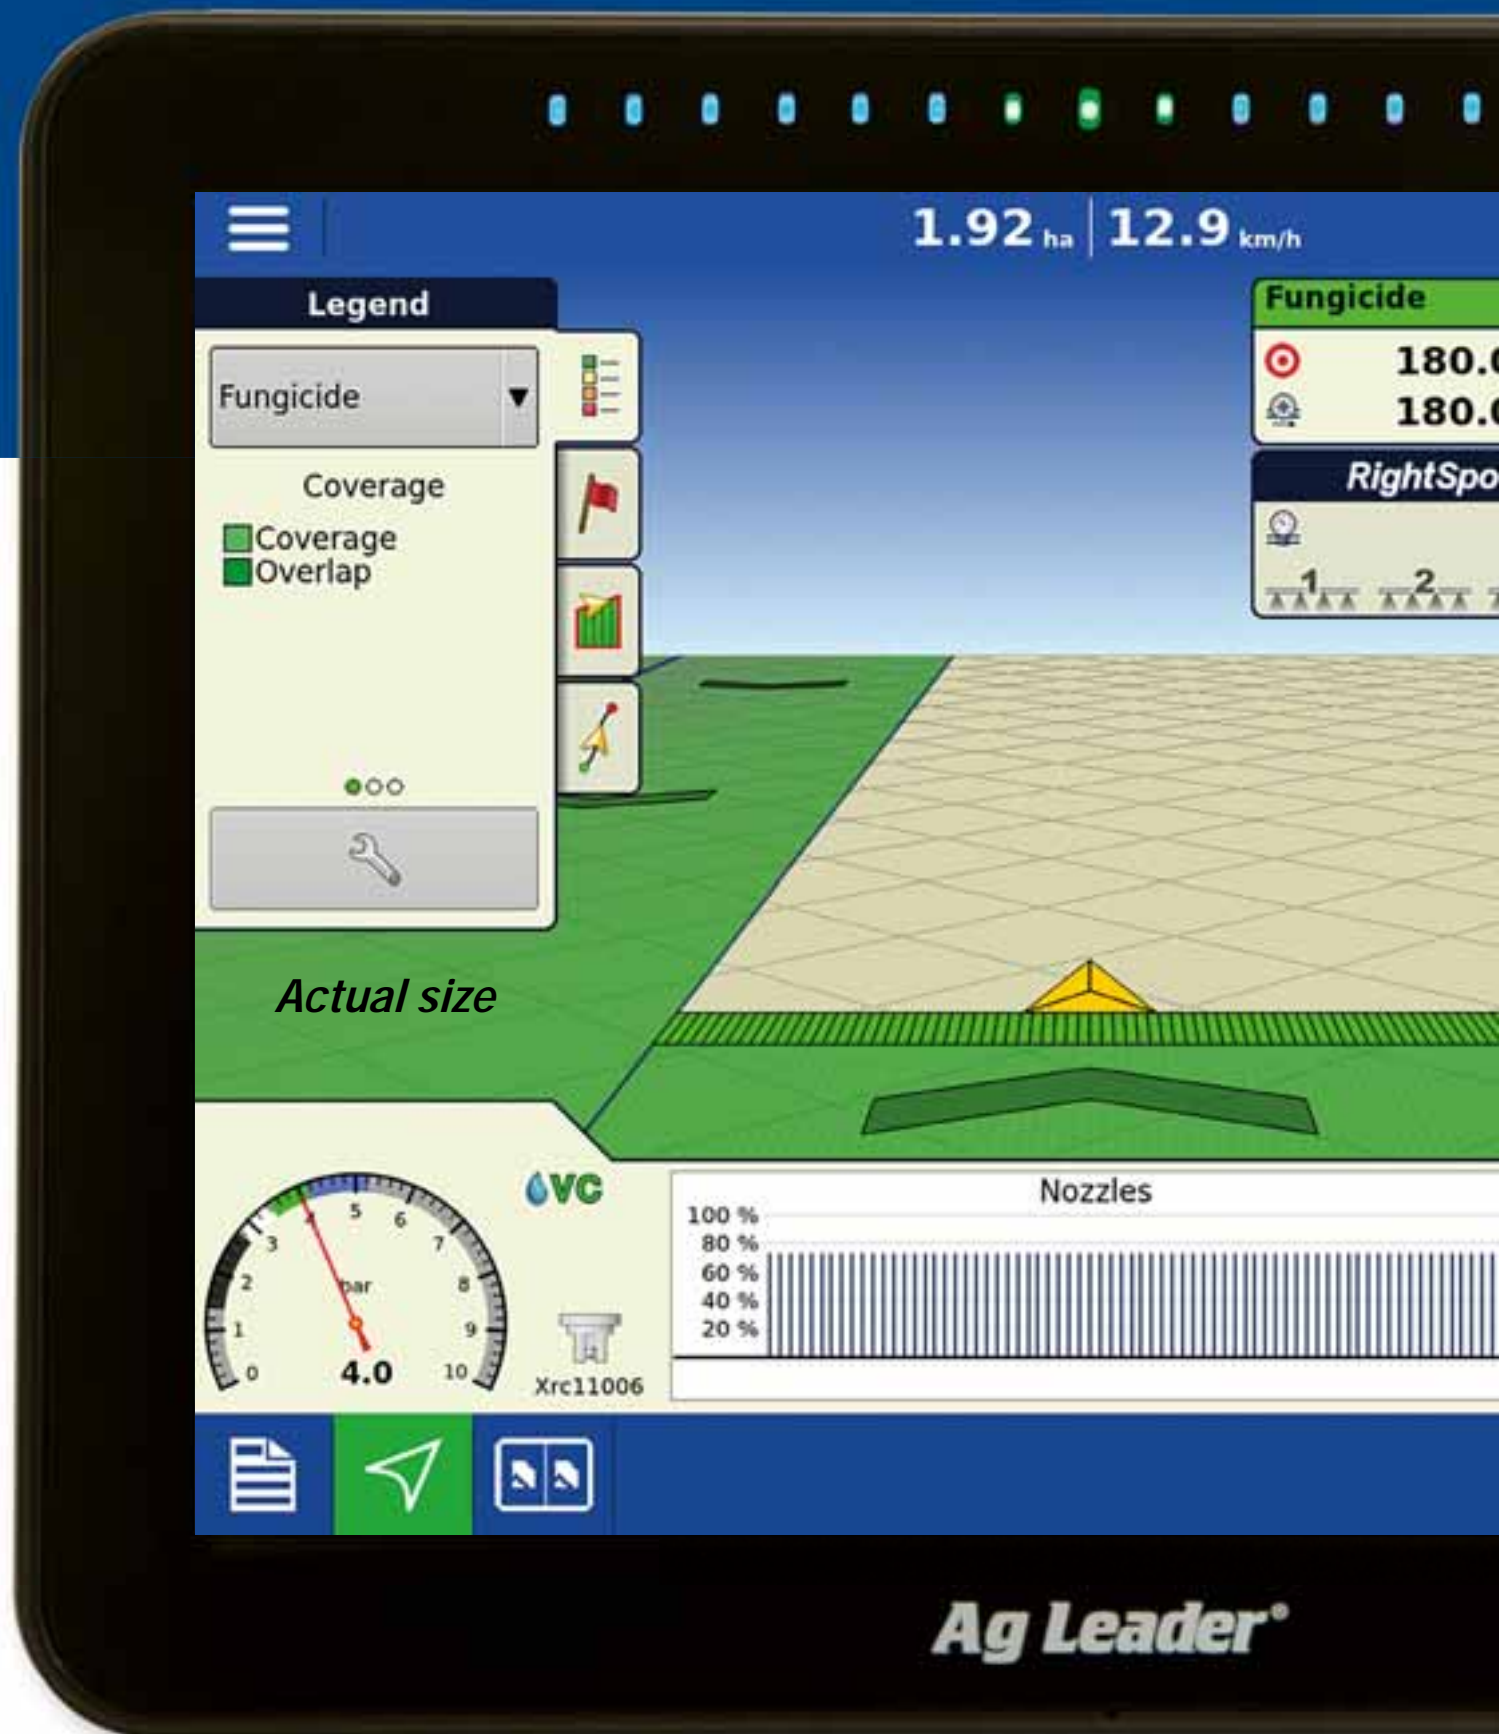 1.92 ha 12.9 km/h
Legend
Fungicide
Coverage
Coverage
Overlap
Fungicide
180.0
180.0
RightSpo
1 2
Actual size
0 1 2 3 4 5 6 7 8 9 10
bar
4.0
VC
Xrc11006
Nozzles
100 %
80 %
60 %
40 %
20 %
Ag Leader®